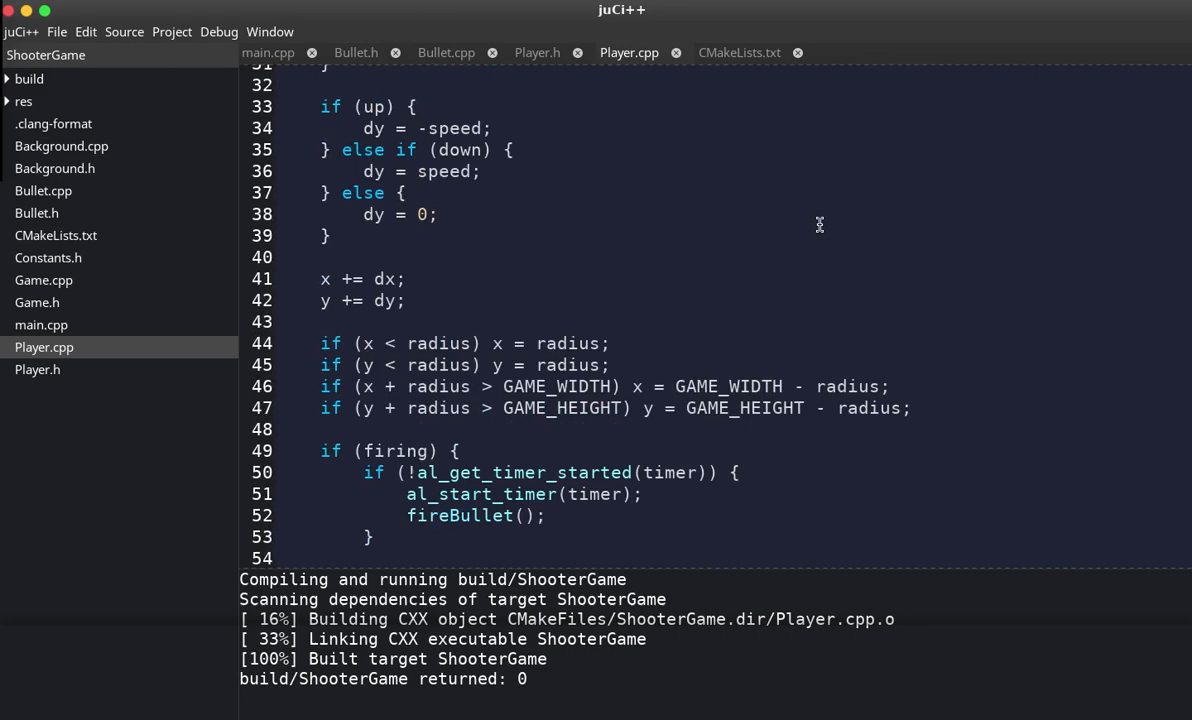 juCi++
juCi++ File Edit Source Project Debug Window
ShooterGame
build
res
.clang-format
Background.cpp
Background.h
Bullet.cpp
Bullet.h
CMakeLists.txt
Constants.h
Game.cpp
Game.h
main.cpp
Player.cpp
Player.h
main.cpp Bullet.h Bullet.cpp Player.h Player.cpp CMakeLists.txt
31 }
32
33 if (up) {
34 dy = -speed;
35 } else if (down) {
36 dy = speed;
37 } else {
38 dy = 0;
39 }
40
41 x += dx;
42 y += dy;
43
44 if (x < radius) x = radius;
45 if (y < radius) y = radius;
46 if (x + radius > GAME_WIDTH) x = GAME_WIDTH - radius;
47 if (y + radius > GAME_HEIGHT) y = GAME_HEIGHT - radius;
48
49 if (firing) {
50 if (!al_get_timer_started(timer)) {
51 al_start_timer(timer);
52 fireBullet();
53 }
54
Compiling and running build/ShooterGame
Scanning dependencies of target ShooterGame
[ 16%] Building CXX object CMakeFiles/ShooterGame.dir/Player.cpp.o
[ 33%] Linking CXX executable ShooterGame
[100%] Built target ShooterGame
build/ShooterGame returned: 0